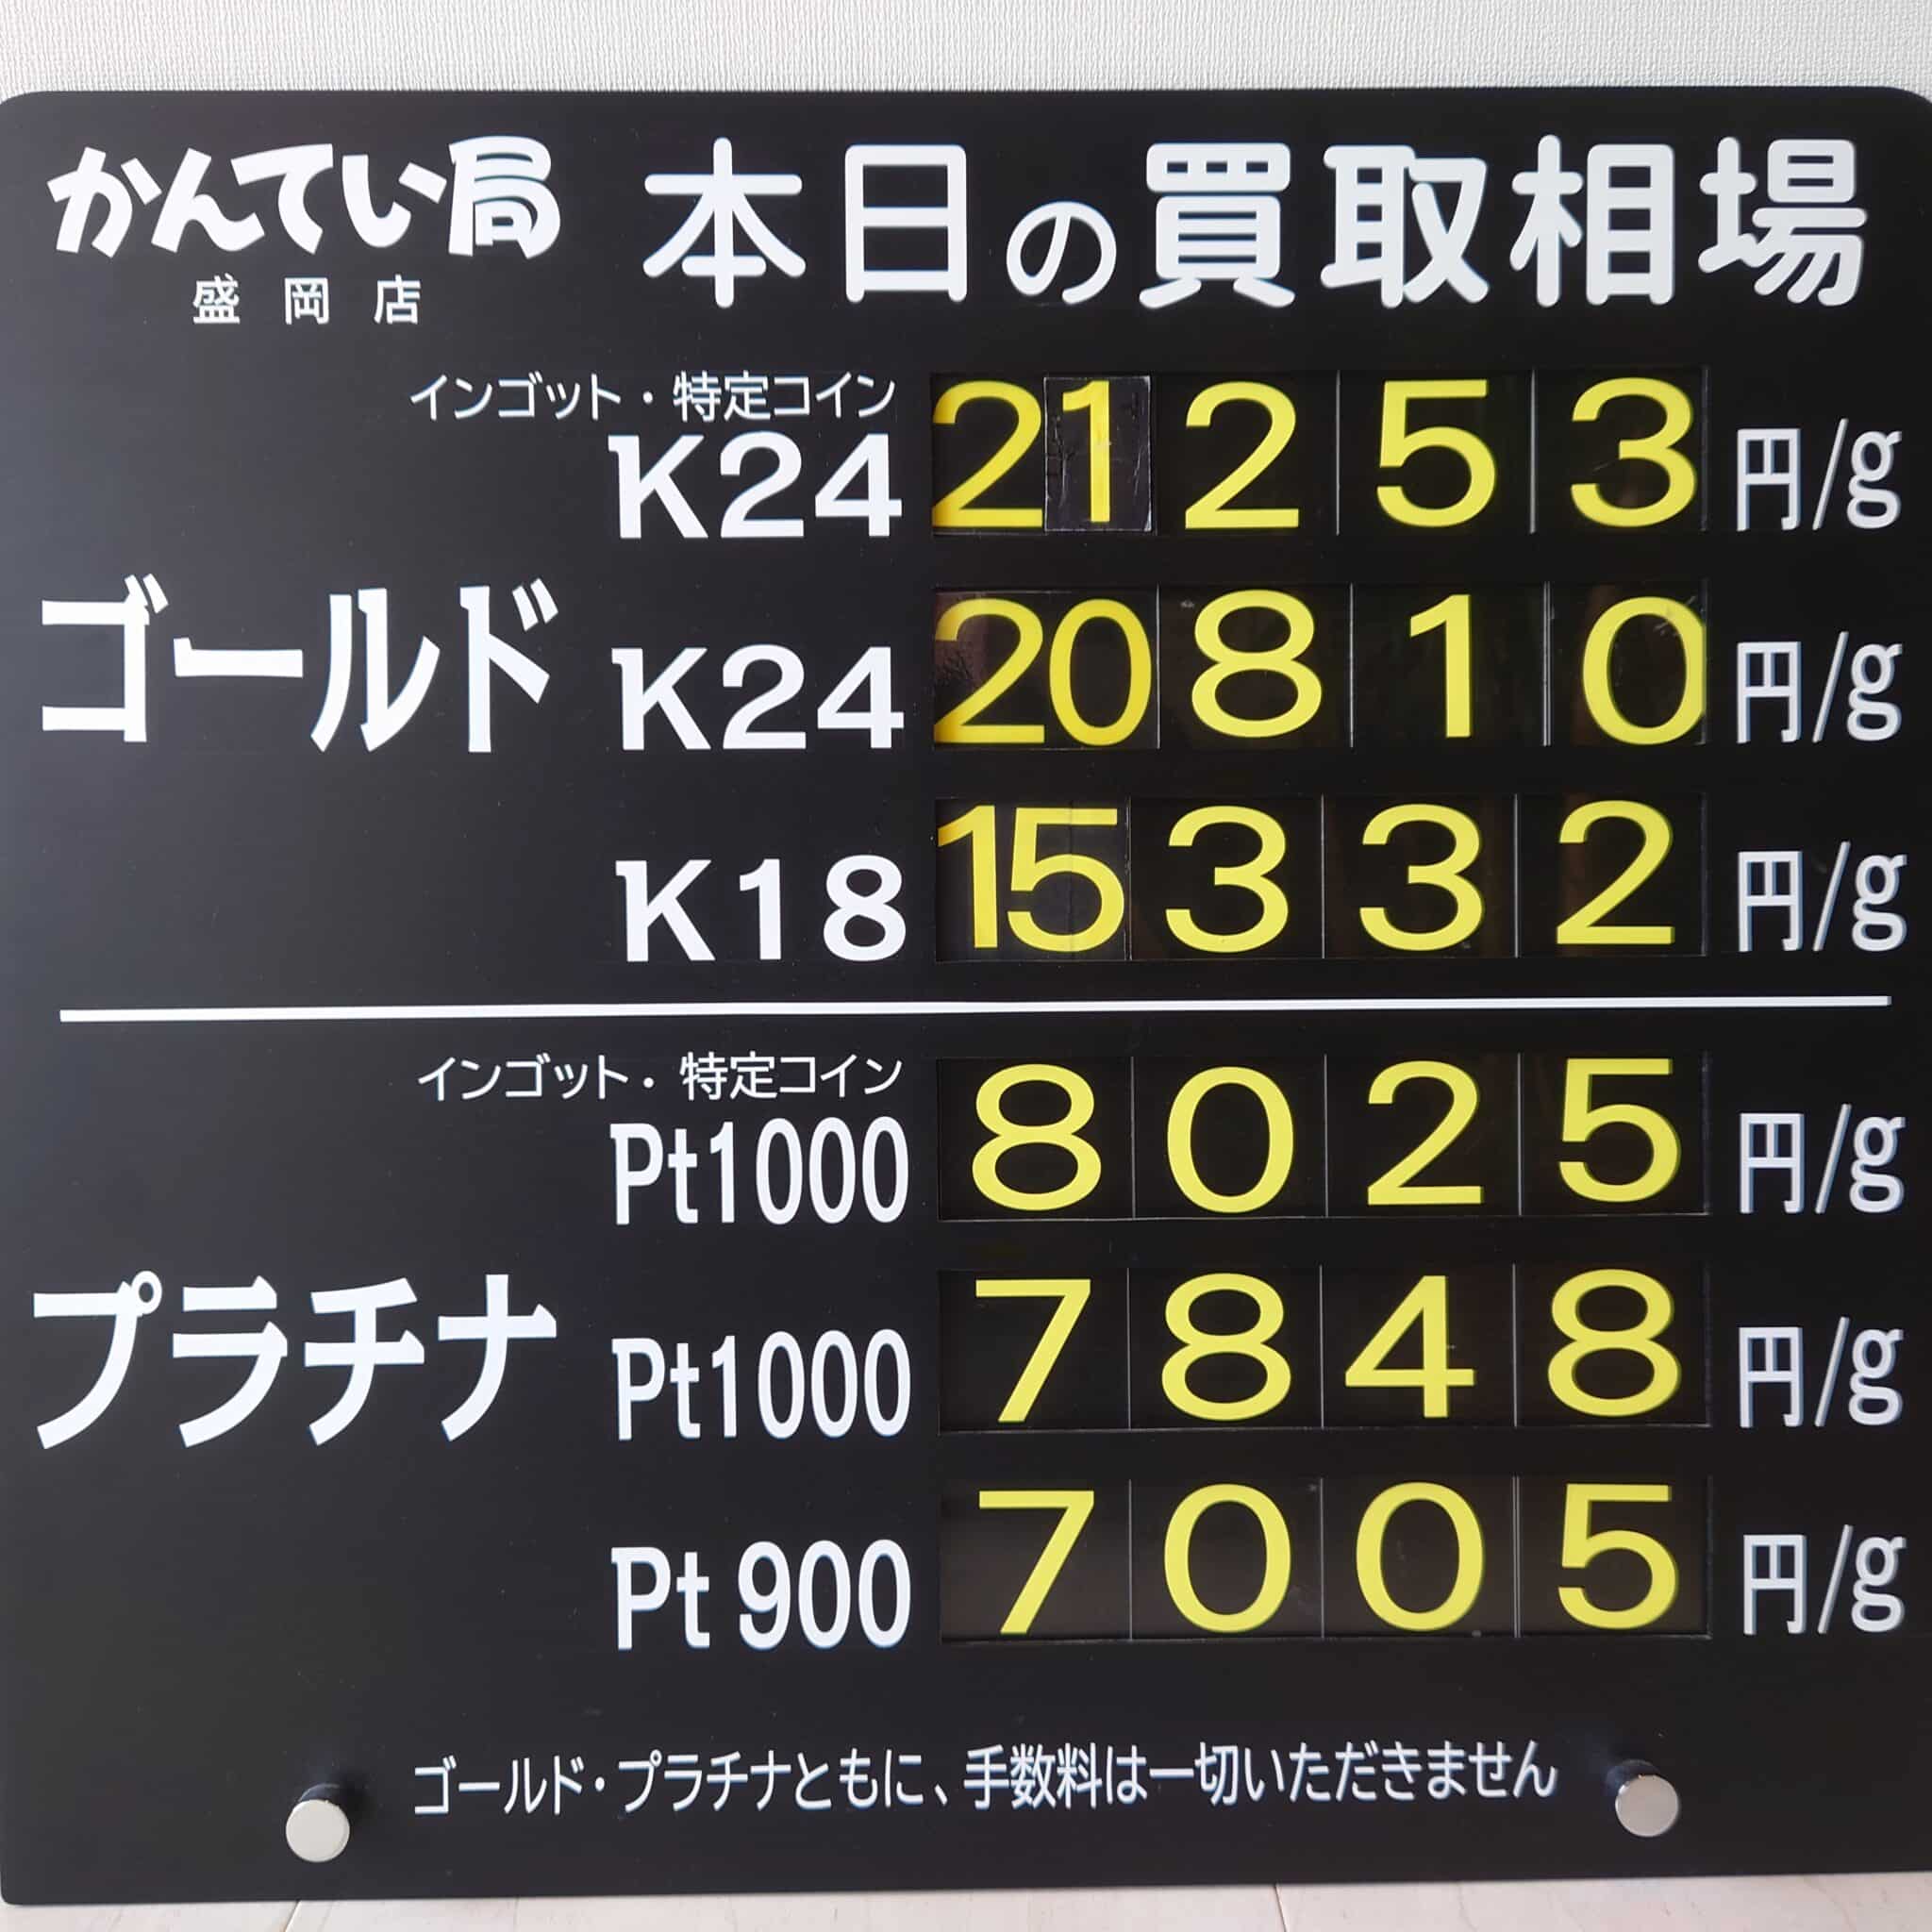 かんてい局 本日の買取相場
盛岡店
インゴット・特定コイン
K24 21253 円/g
ゴールド K24 20810 円/g
K18 15332 円/g
インゴット・特定コイン
Pt1000 8025 円/g
プラチナ Pt1000 7848 円/g
Pt900 7005 円/g
ゴールド・プラチナともに、手数料は一切いただきません